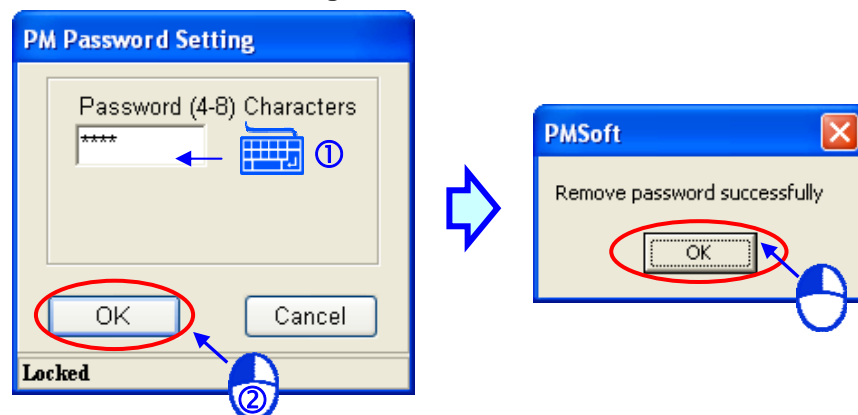 PM Password Setting
Password (4-8) Characters
****
①
OK
Cancel
②
Locked
PMSoft
Remove password successfully
OK